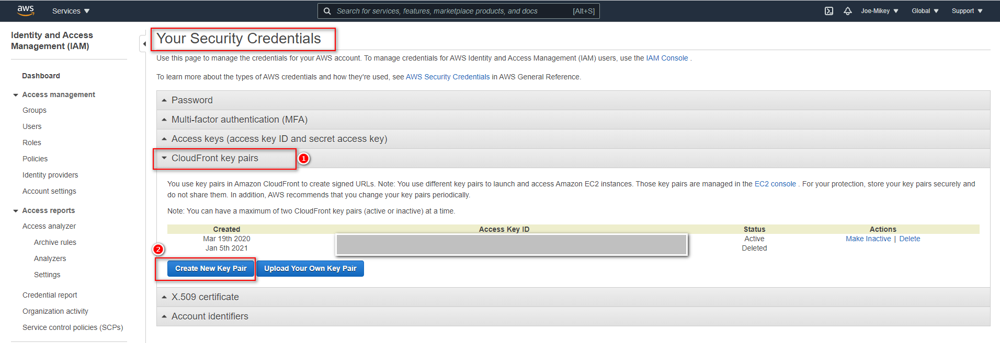 aws
Services
Search for services, features, marketplace products, and docs
[Alt+S]
Joe-Mikey
Global
Support
Identity and Access
Management (IAM)
Dashboard
Access management
Groups
Users
Roles
Policies
Identity providers
Account settings
Access reports
Access analyzer
Archive rules
Analyzers
Settings
Credential report
Organization activity
Service control policies (SCPs)
Your Security Credentials
Use this page to manage the credentials for your AWS account. To manage credentials for AWS Identity and Access Management (IAM) users, use the IAM Console .
To learn more about the types of AWS credentials and how they're used, see AWS Security Credentials in AWS General Reference.
Password
Multi-factor authentication (MFA)
Access keys (access key ID and secret access key)
CloudFront key pairs
1
You use key pairs in Amazon CloudFront to create signed URLs. Note: You use different key pairs to launch and access Amazon EC2 instances. Those key pairs are managed in the EC2 console . For your protection, store your key pairs securely and
do not share them. In addition, AWS recommends that you change your key pairs periodically.
Note: You can have a maximum of two CloudFront key pairs (active or inactive) at a time.
Created Access Key ID Status Actions
Mar 19th 2020 Active Make Inactive | Delete
Jan 5th 2021 Deleted
2
Create New Key Pair
Upload Your Own Key Pair
X.509 certificate
Account identifiers